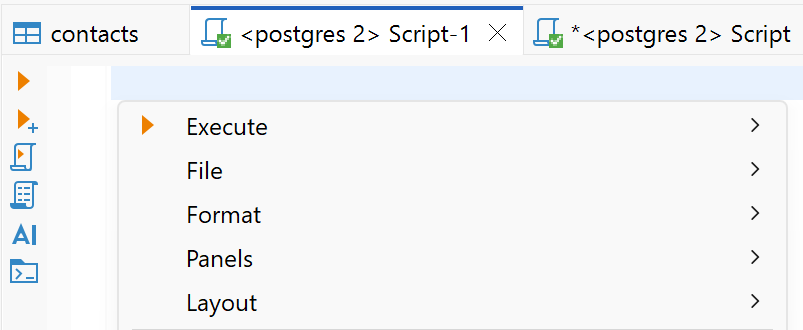 contacts
<postgres 2> Script-1
*<postgres 2> Script
Execute
File
Format
Panels
AI
Layout